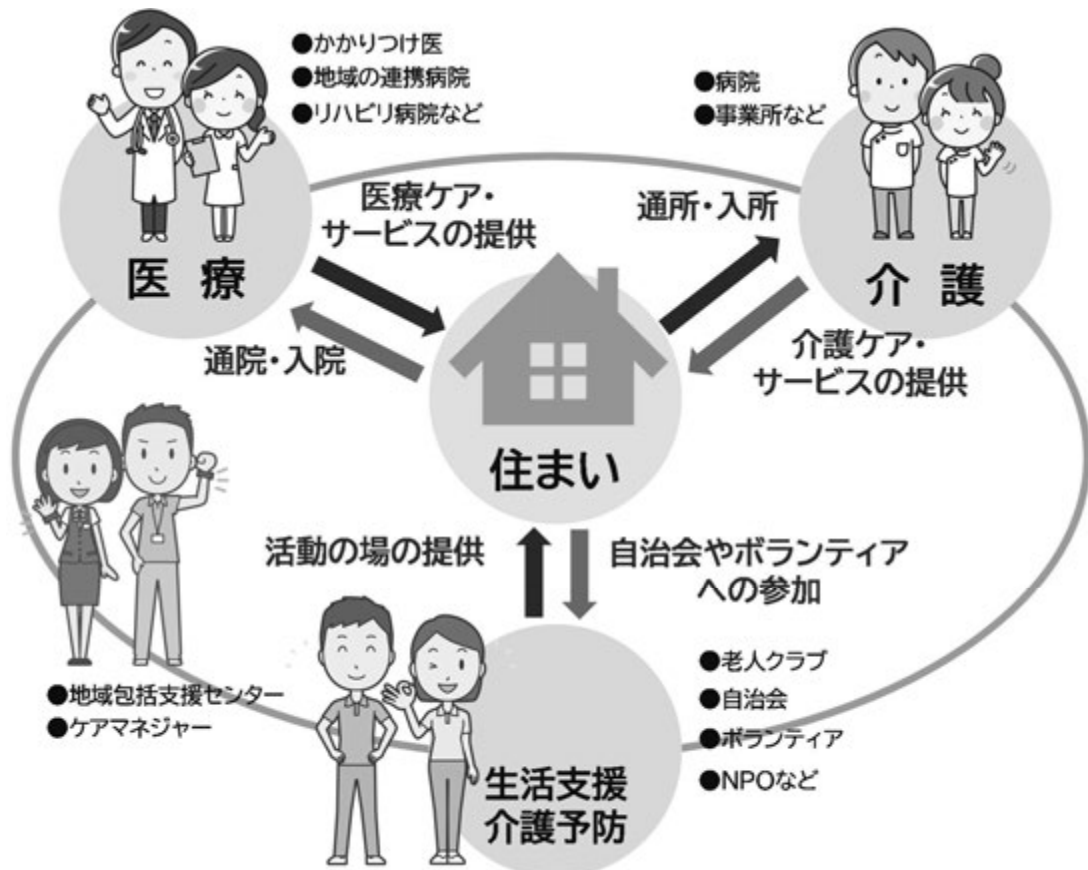 ●かかりつけ医
●地域の連携病院
●リハビリ病院など
●病院
●事業所など
医療ケア・
サービスの提供
通所・入所
医療
介護
通院・入院
介護ケア・
サービスの提供
住まい
活動の場の提供
自治会やボランティア
への参加
●地域包括支援センター
●ケアマネジャー
●老人クラブ
●自治会
●ボランティア
●NPOなど
生活支援
介護予防